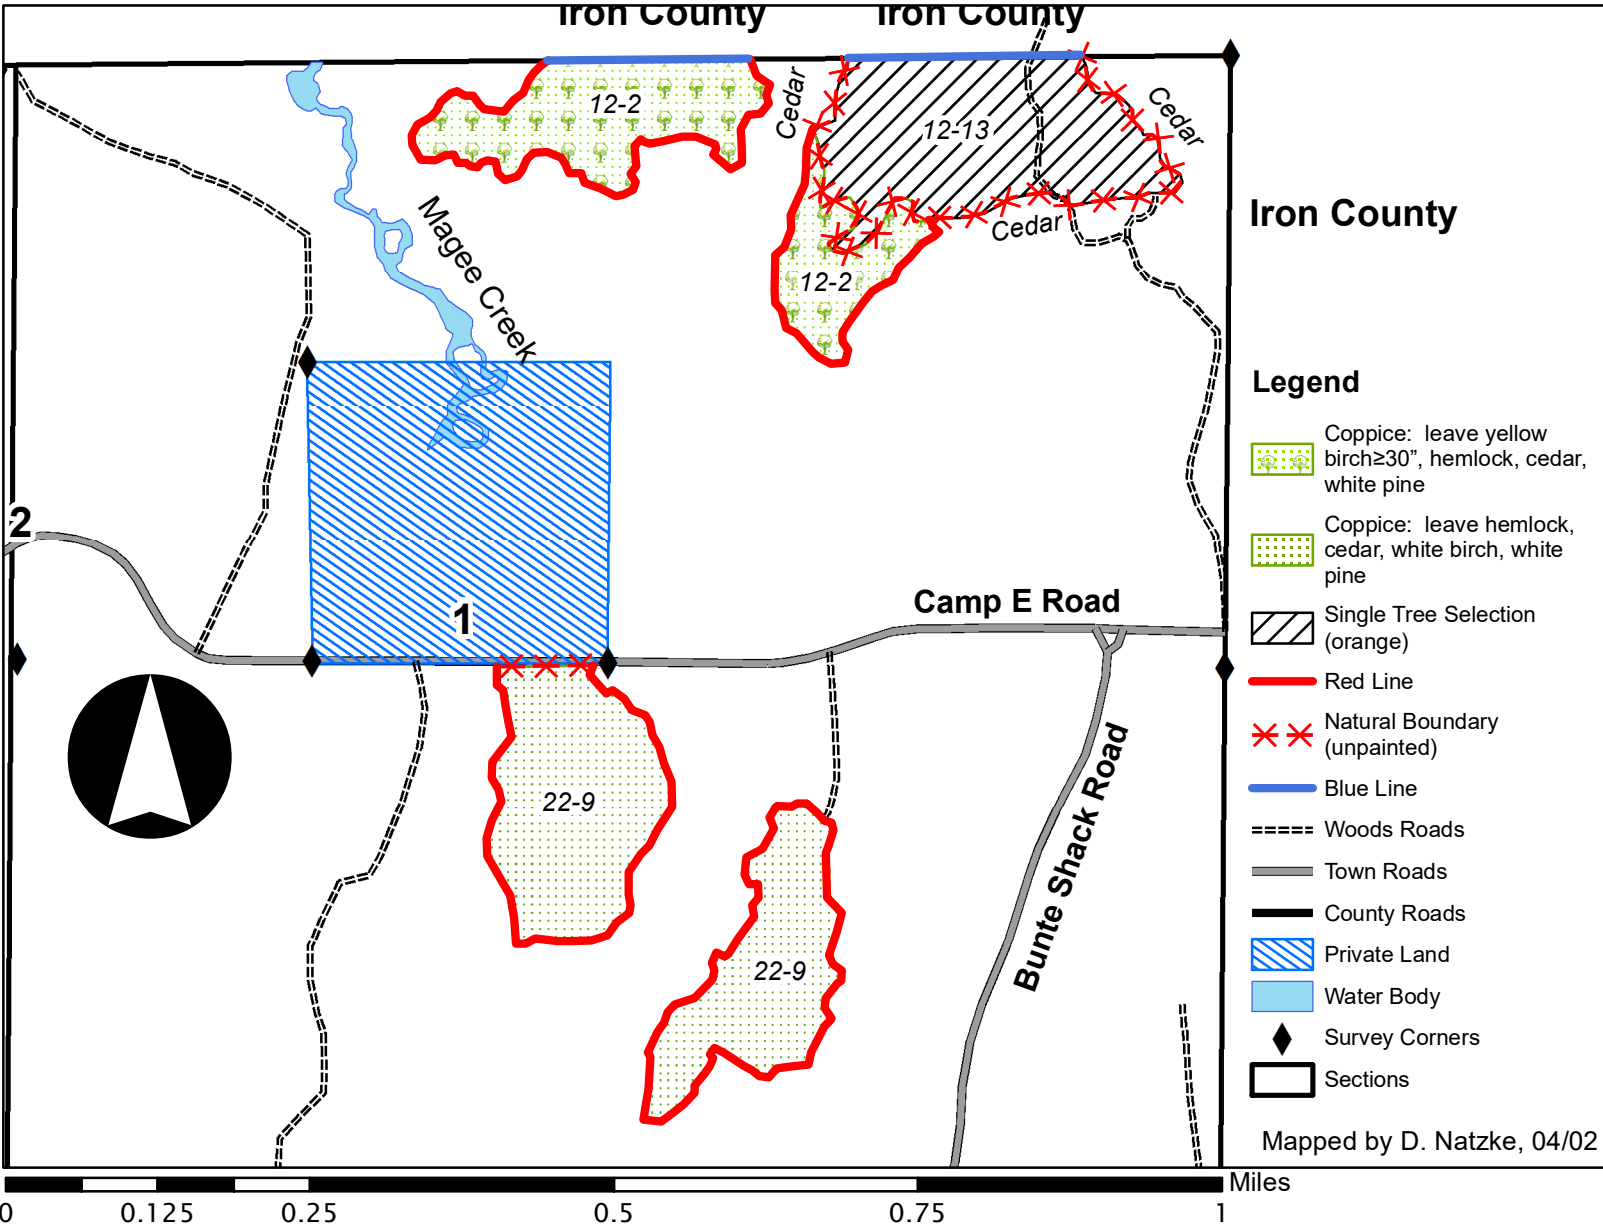 Iron County
Iron County
12-2
Cedar
12-13
Cedar
Magee Creek
Cedar
Iron County
12-2
Legend
Coppice: leave yellow
birch≥30”, hemlock, cedar,
white pine
Coppice: leave hemlock,
cedar, white birch, white
pine
Single Tree Selection
(orange)
Red Line
Natural Boundary
(unpainted)
Blue Line
Woods Roads
Town Roads
County Roads
Private Land
Water Body
Survey Corners
Sections
2
1
Camp E Road
22-9
Bunte Shack Road
22-9
Mapped by D. Natzke, 04/02
Miles
0 0.125 0.25 0.5 0.75 1